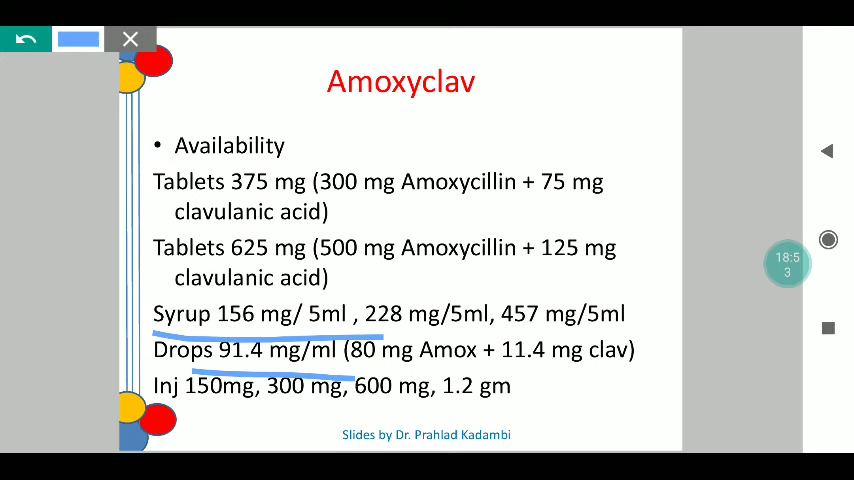 Amoxyclav
• Availability
Tablets 375 mg (300 mg Amoxycillin + 75 mg
clavulanic acid)
Tablets 625 mg (500 mg Amoxycillin + 125 mg
clavulanic acid)
Syrup 156 mg/ 5ml , 228 mg/5ml, 457 mg/5ml
Drops 91.4 mg/ml (80 mg Amox + 11.4 mg clav)
Inj 150mg, 300 mg, 600 mg, 1.2 gm
Slides by Dr. Prahlad Kadambi
18:5
3